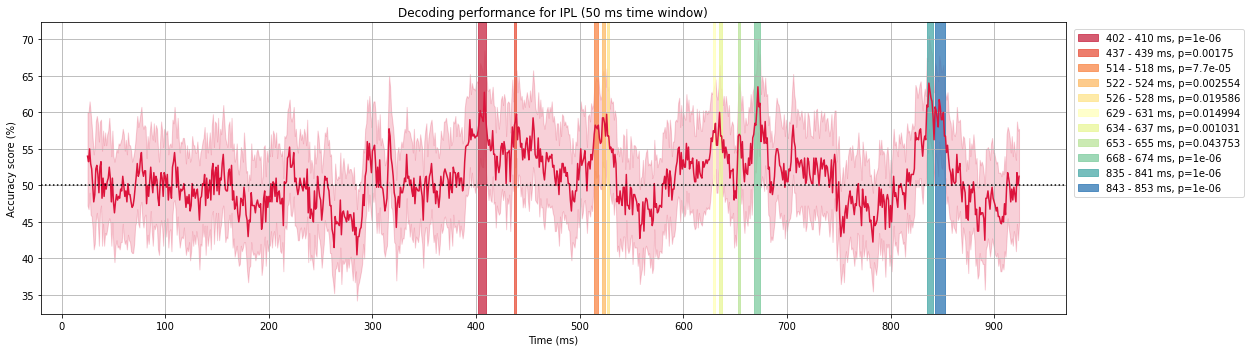 Decoding performance for IPL (50 ms time window)
Accuracy score (%)
70
65
60
55
50
45
40
35
0 100 200 300 400 500 600 700 800 900
Time (ms)
402 - 410 ms, p=1e-06
437 - 439 ms, p=0.00175
514 - 518 ms, p=7.7e-05
522 - 524 ms, p=0.002554
526 - 528 ms, p=0.019586
629 - 631 ms, p=0.014994
634 - 637 ms, p=0.001031
653 - 655 ms, p=0.043753
668 - 674 ms, p=1e-06
835 - 841 ms, p=1e-06
843 - 853 ms, p=1e-06